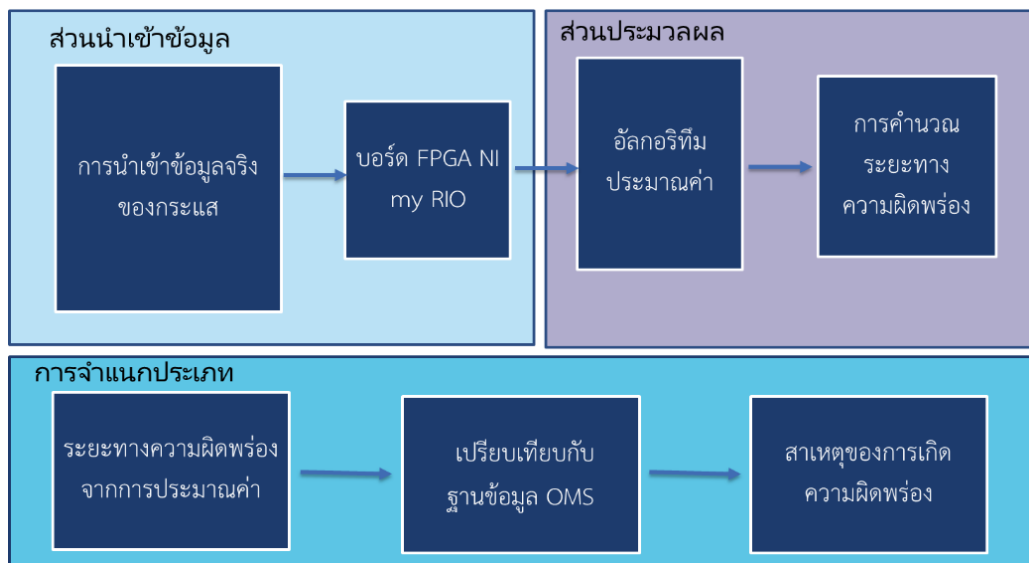 ส่วนนำเข้าข้อมูล
การนำเข้าข้อมูลจริง
ของกระแส
บอร์ด FPGA NI
my RIO
ส่วนประมวลผล
อัลกอริทึม
ประมาณค่า
การคำนวณ
ระยะทาง
ความผิดพร่อง
การจำแนกประเภท
ระยะทางความผิดพร่อง
จากการประมาณค่า
เปรียบเทียบกับ
ฐานข้อมูล OMS
สาเหตุของการเกิด
ความผิดพร่อง